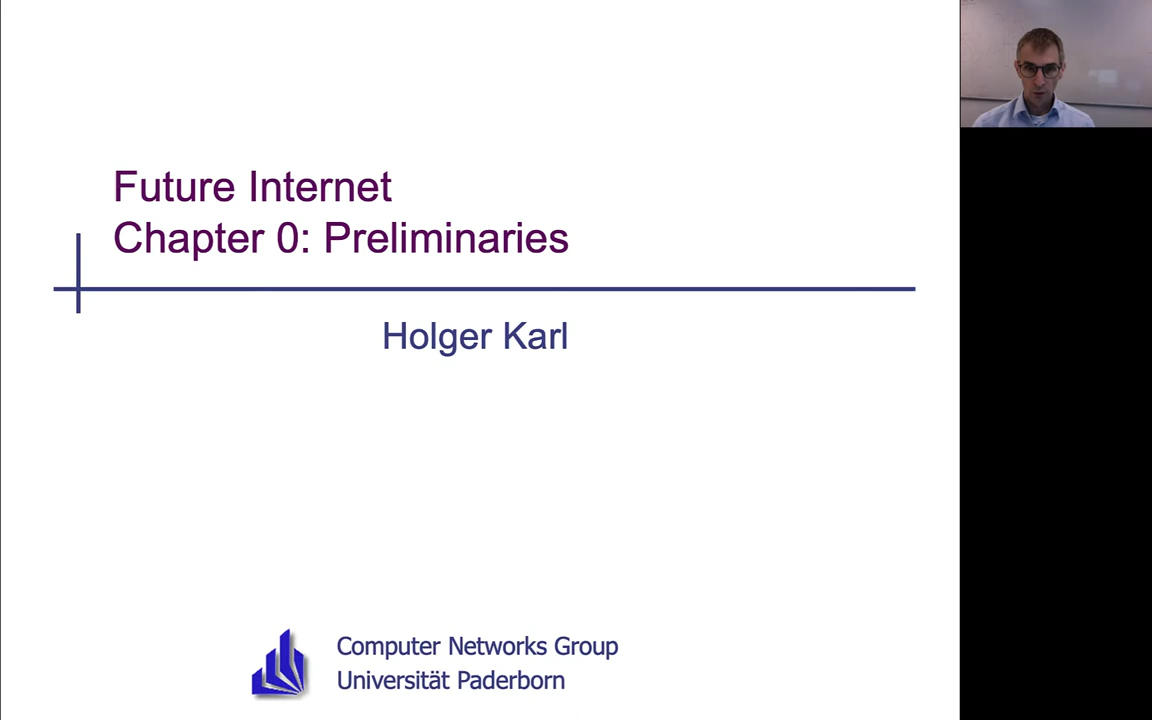 Future Internet
Chapter 0: Preliminaries
Holger Karl
Computer Networks Group
Universität Paderborn